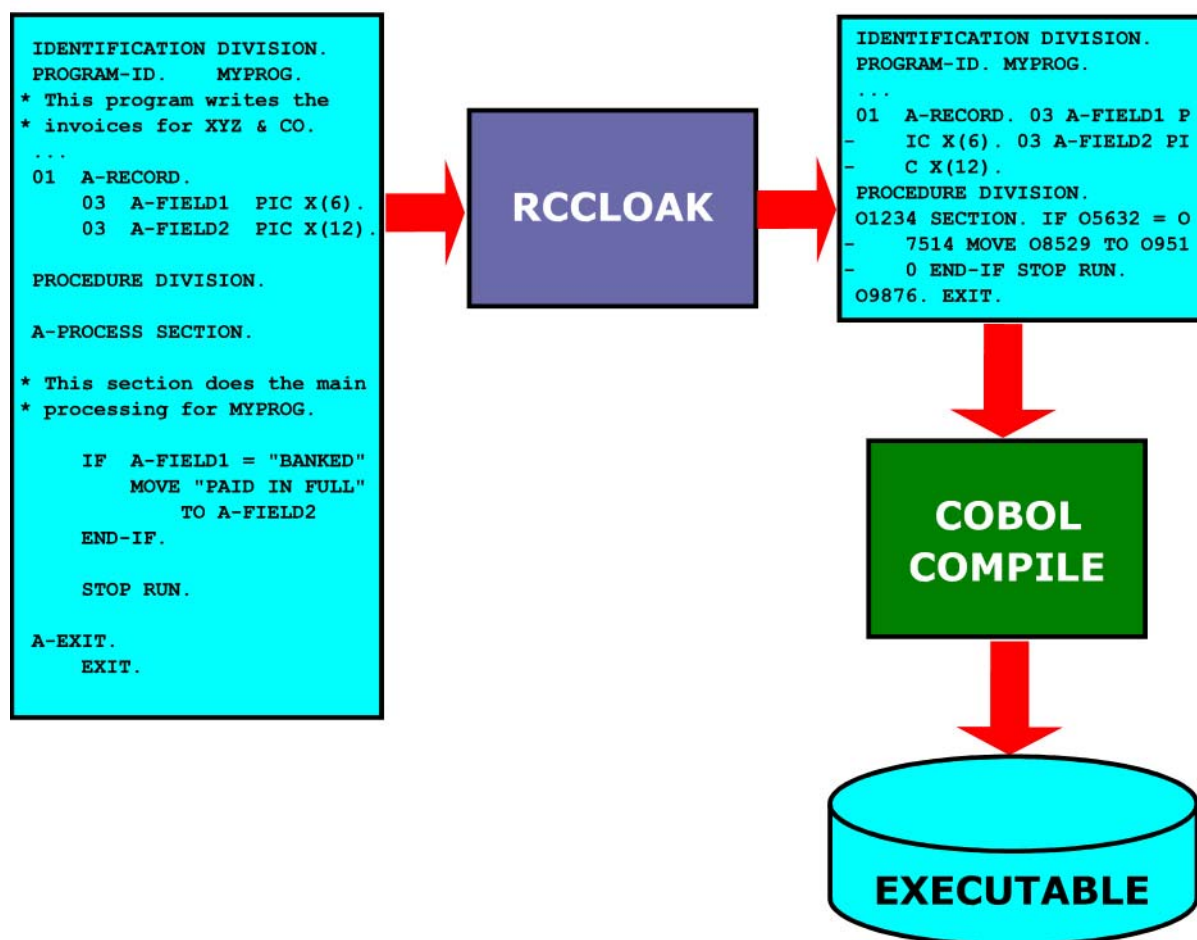 IDENTIFICATION DIVISION.
PROGRAM-ID. MYPROG.
* This program writes the
* invoices for XYZ & CO.
...
01 A-RECORD.
03 A-FIELD1 PIC X(6).
03 A-FIELD2 PIC X(12).
PROCEDURE DIVISION.
A-PROCESS SECTION.
* This section does the main
* processing for MYPROG.
IF A-FIELD1 = "BANKED"
MOVE "PAID IN FULL"
TO A-FIELD2
END-IF.
STOP RUN.
A-EXIT.
EXIT.
RCCLOAK
IDENTIFICATION DIVISION.
PROGRAM-ID. MYPROG.
...
01 A-RECORD. 03 A-FIELD1 P
- IC X(6). 03 A-FIELD2 PI
- C X(12).
PROCEDURE DIVISION.
O1234 SECTION. IF O5632 = O
- 7514 MOVE O8529 TO O951
- 0 END-IF STOP RUN.
O9876. EXIT.
COBOL
COMPILE
EXECUTABLE